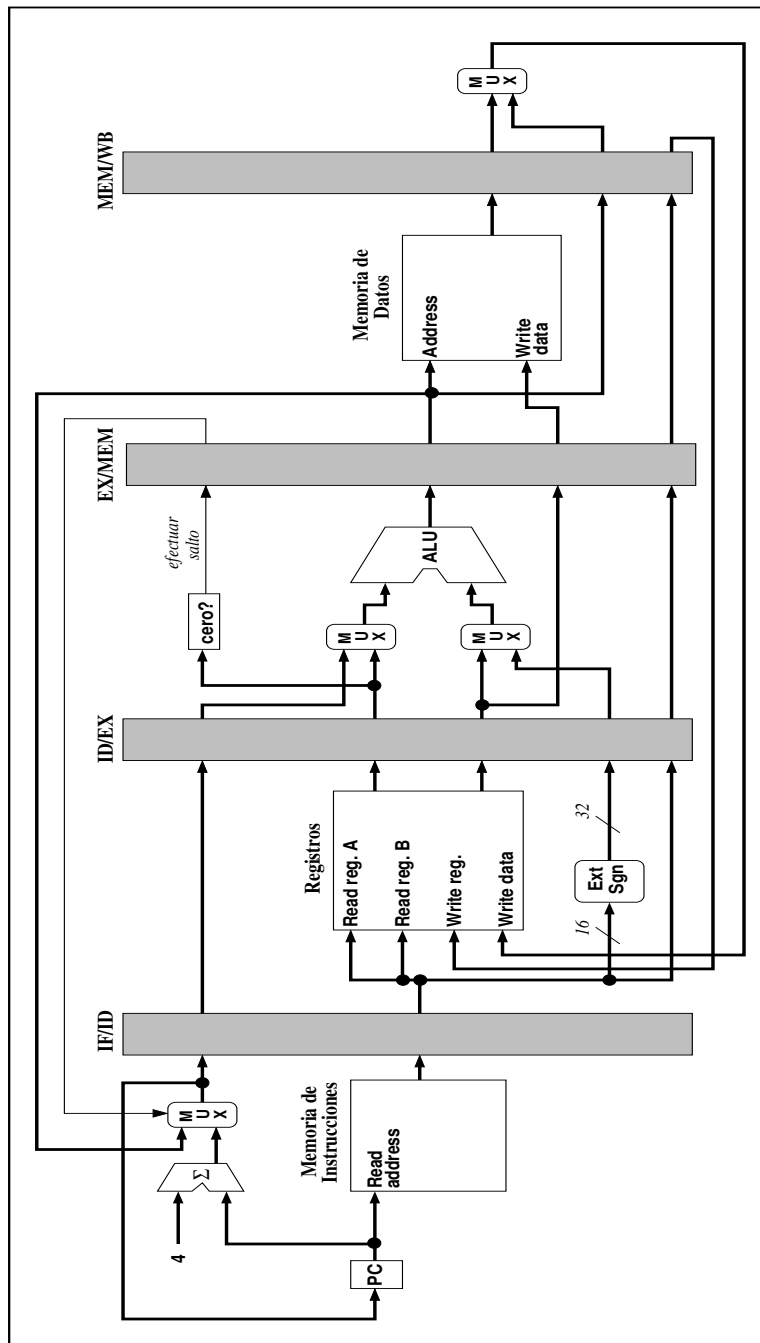 IF/ID
ID/EX
EX/MEM
MEM/WB
4
Σ
M
U
X
PC
Memoria de
Instrucciones
Read
address
Registros
Read reg. A
Read reg. B
Write reg.
Write data
16
Ext
Sgn
32
cero?
efectuar
salto
M
U
X
M
U
X
ALU
Memoria de
Datos
Address
Write
data
M
U
X